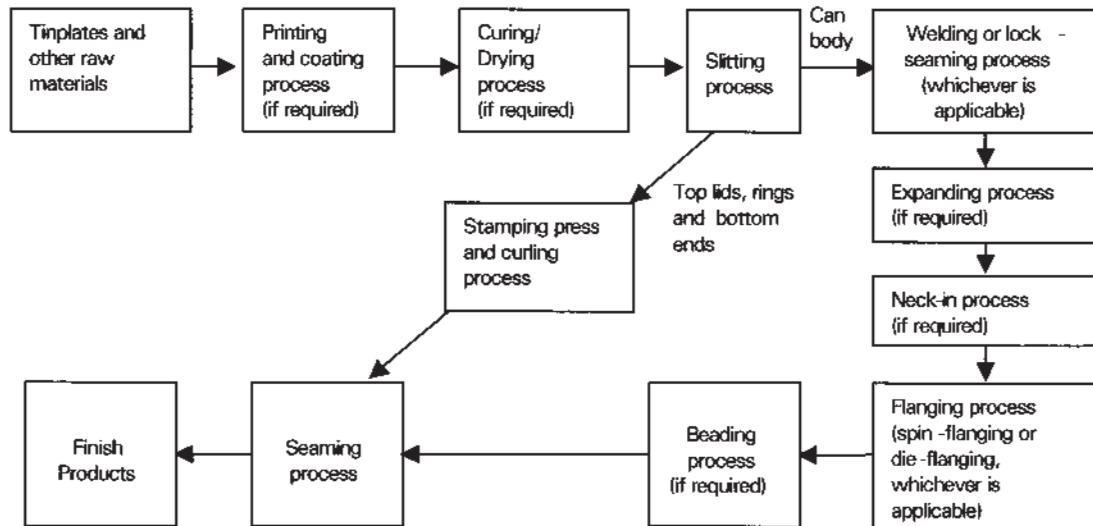 Tinplates and
other raw
materials
Printing
and coating
process
(if required)
Curing/
Drying
process
(if required)
Slitting
process
Can
body
Welding or lock -
seaming process
(whichever is
applicable)
Expanding process
(if required)
Top lids, rings
and bottom
ends
Stamping press
and curling
process
Neck-in process
(if required)
Flanging process
(spin -flanging or
die -flanging,
whichever is
applicable)
Beading
process
(if required)
Seaming
process
Finish
Products